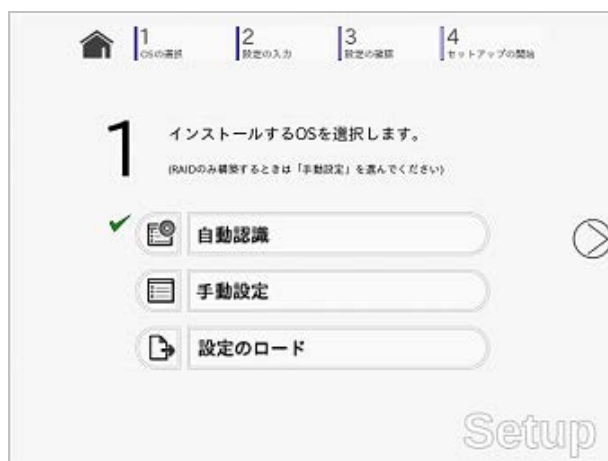 1
OSの選択
2
設定の入力
3
設定の確認
4
セットアップの開始
1
インストールするOSを選択します。
(RAIDのみ構築するときは「手動設定」を選んでください)
自動認識
手動設定
設定のロード
Setup